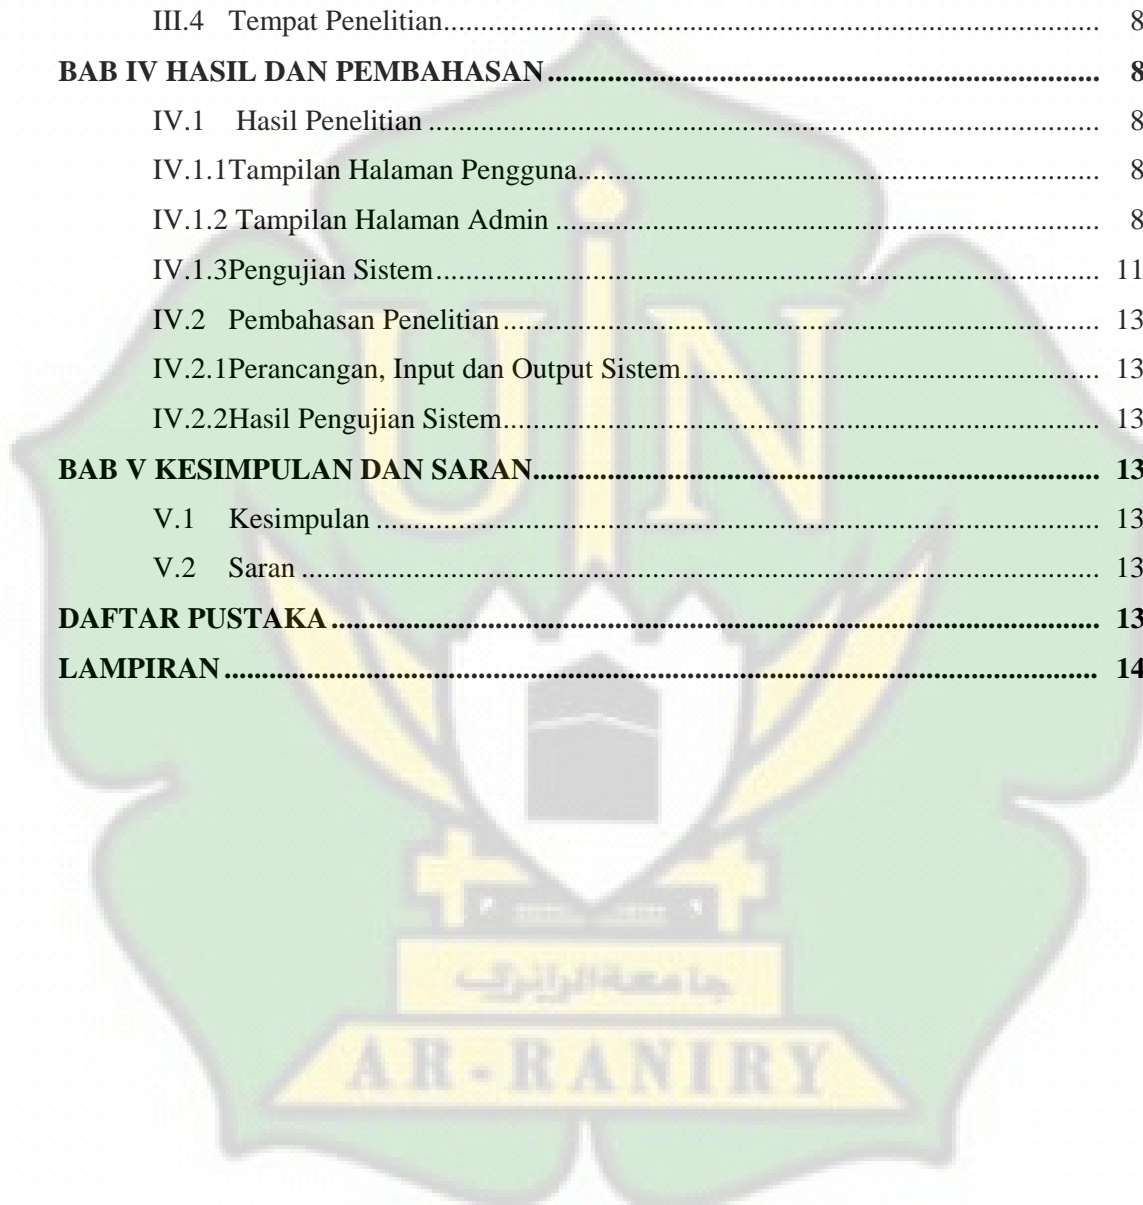 III.4 Tempat Penelitian........................................................................ 8
BAB IV HASIL DAN PEMBAHASAN........................................................................ 8
IV.1 Hasil Penelitian........................................................................ 8
IV.1.1Tampilan Halaman Pengguna........................................................................ 8
IV.1.2 Tampilan Halaman Admin........................................................................ 8
IV.1.3Pengujian Sistem........................................................................ 11
IV.2 Pembahasan Penelitian........................................................................ 13
IV.2.1Perancangan, Input dan Output Sistem........................................................................ 13
IV.2.2Hasil Pengujian Sistem........................................................................ 13
BAB V KESIMPULAN DAN SARAN........................................................................ 13
V.1 Kesimpulan........................................................................ 13
V.2 Saran........................................................................ 13
DAFTAR PUSTAKA........................................................................ 13
LAMPIRAN........................................................................ 14
UIN
جامعة الرانري
AR-RANIRY